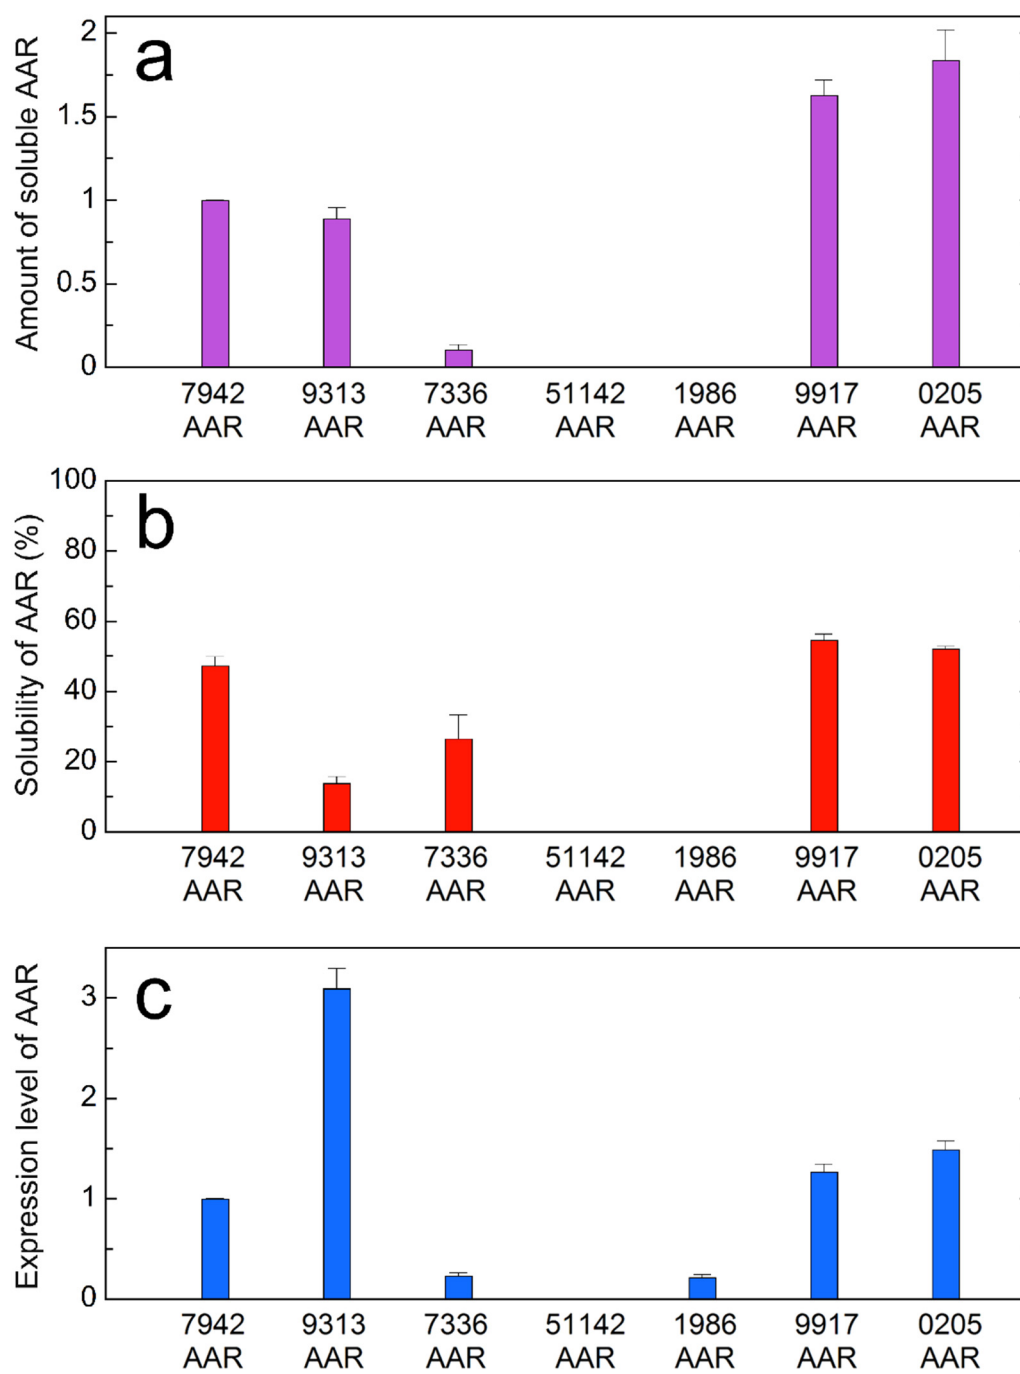 a
Amount of soluble AAR
2
1.5
1
0.5
0
7942 9313 7336 51142 1986 9917 0205
AAR AAR AAR AAR AAR AAR AAR
b
Solubility of AAR (%)
100
80
60
40
20
0
7942 9313 7336 51142 1986 9917 0205
AAR AAR AAR AAR AAR AAR AAR
c
Expression level of AAR
3
2
1
0
7942 9313 7336 51142 1986 9917 0205
AAR AAR AAR AAR AAR AAR AAR